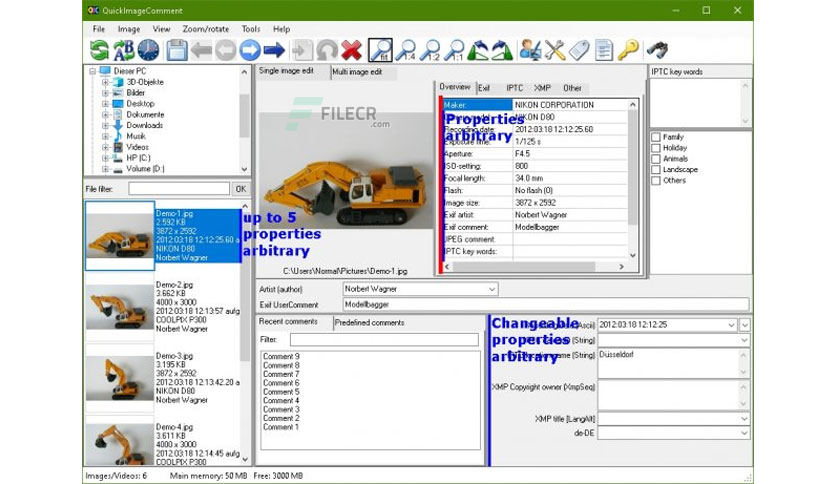 QuickImageComment
File Image View Zoom/rotate Tools Help
fit 1:4 1:2 1:1
Dieser PC
3D-Objekte
Bilder
Desktop
Dokumente
Downloads
Musik
Videos
HP (C:)
Volume (D:)
File filter: OK
Demo-1.jpg
2.592 KB
3872 x 2592
2012:03:18 12:12:25.60 a
NIKON D80
Norbert Wagner
up to 5
properties
arbitrary
Demo-2.jpg
3.662 KB
4000 x 3000
2012:03:18 12:13:57 aufg
COOLPIX P300
Norbert Wagner
Demo-3.jpg
3.195 KB
3872 x 2592
2012:03:18 12:13:42.20 a
NIKON D80
Norbert Wagner
Demo-4.jpg
3.611 KB
4000 x 3000
2012:03:18 12:14:45 aufg
COOLPIX P300
Single image edit Multi image edit
FILECR
.com
C:\Users\Normal\Pictures\Demo-1.jpg
Overview Exif IPTC XMP Other
Maker: NIKON CORPORATION
NIKON D80
Recording date: 2012:03:18 12:12:25.60
Exposure time: 1/125 s
Aperture: F4.5
ISO-setting: 800
Focal length: 34.0 mm
Flash: No flash (0)
Image size: 3872 x 2592
Exif artist: Norbert Wagner
Exif comment: Modellbagger
JPEG comment:
IPTC key words:
Properties
arbitrary
IPTC key words
Family
Holiday
Animals
Landscape
Others
Artist (author) Norbert Wagner
Exif UserComment Modellbagger
Recent comments Predefined comments
Filter:
Comment 9
Comment 8
Comment 7
Comment 6
Comment 5
Comment 4
Comment 3
Comment 2
Comment 1
Changeable
properties
arbitrary
(Ascii) 2012:03:18 12:12:25
(String)
(String) Düsseldorf
XMP Copyright owner (XmpSeq)
XMP title (LangAlt)
de-DE
Images/Videos: 6 Main memory: 50 MB Free: 3000 MB